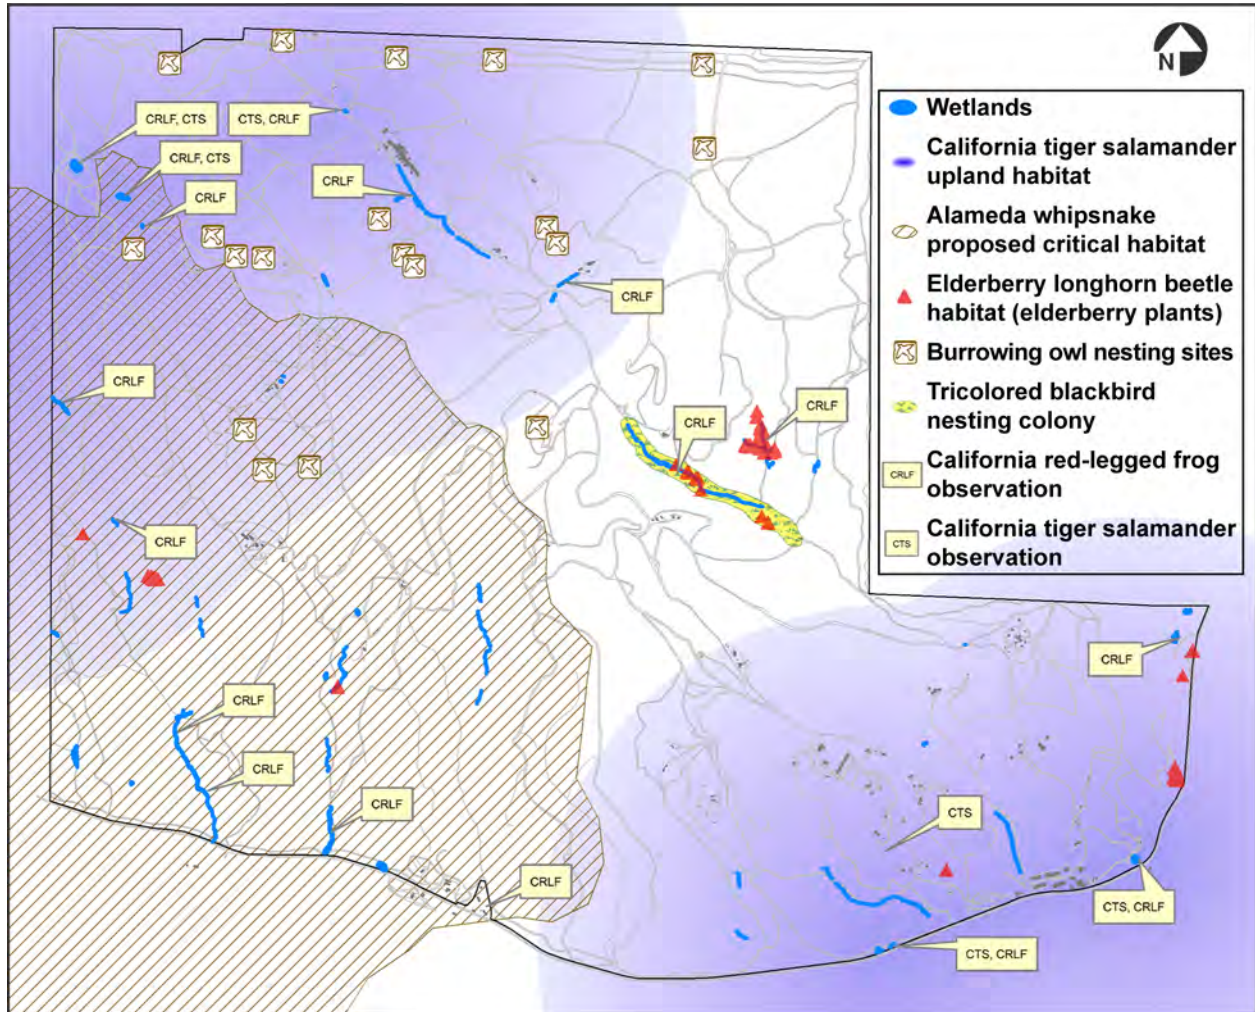 N
Wetlands
California tiger salamander
upland habitat
Alameda whipsnake
proposed critical habitat
Elderberry longhorn beetle
habitat (elderberry plants)
Burrowing owl nesting sites
Tricolored blackbird
nesting colony
CRLF
California red-legged frog
observation
CTS
California tiger salamander
observation
CRLF, CTS
CTS, CRLF
CRLF, CTS
CRLF
CRLF
CRLF
CRLF
CRLF
CRLF
CRLF
CRLF
CRLF
CRLF
CRLF
CRLF
CTS
CTS, CRLF
CTS, CRLF